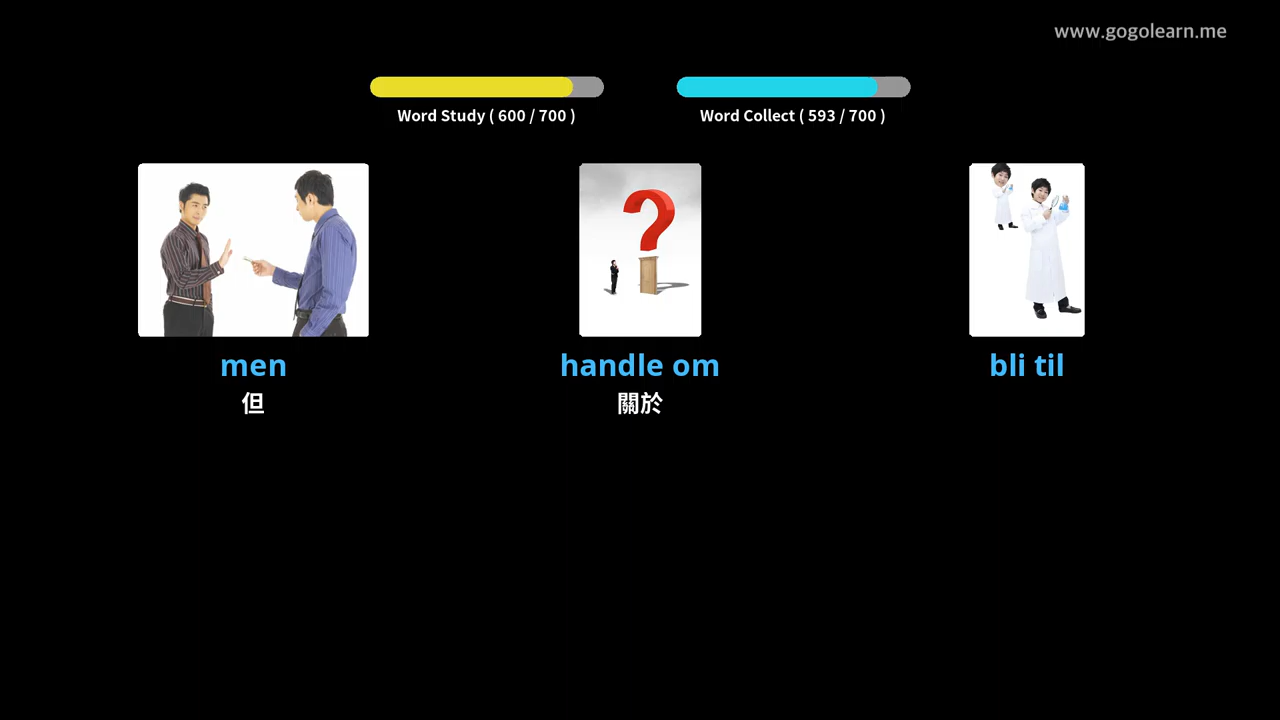 www.gogolearn.me
Word Study ( 600 / 700 )
Word Collect ( 593 / 700 )
men
handle om
bli til
但
關於